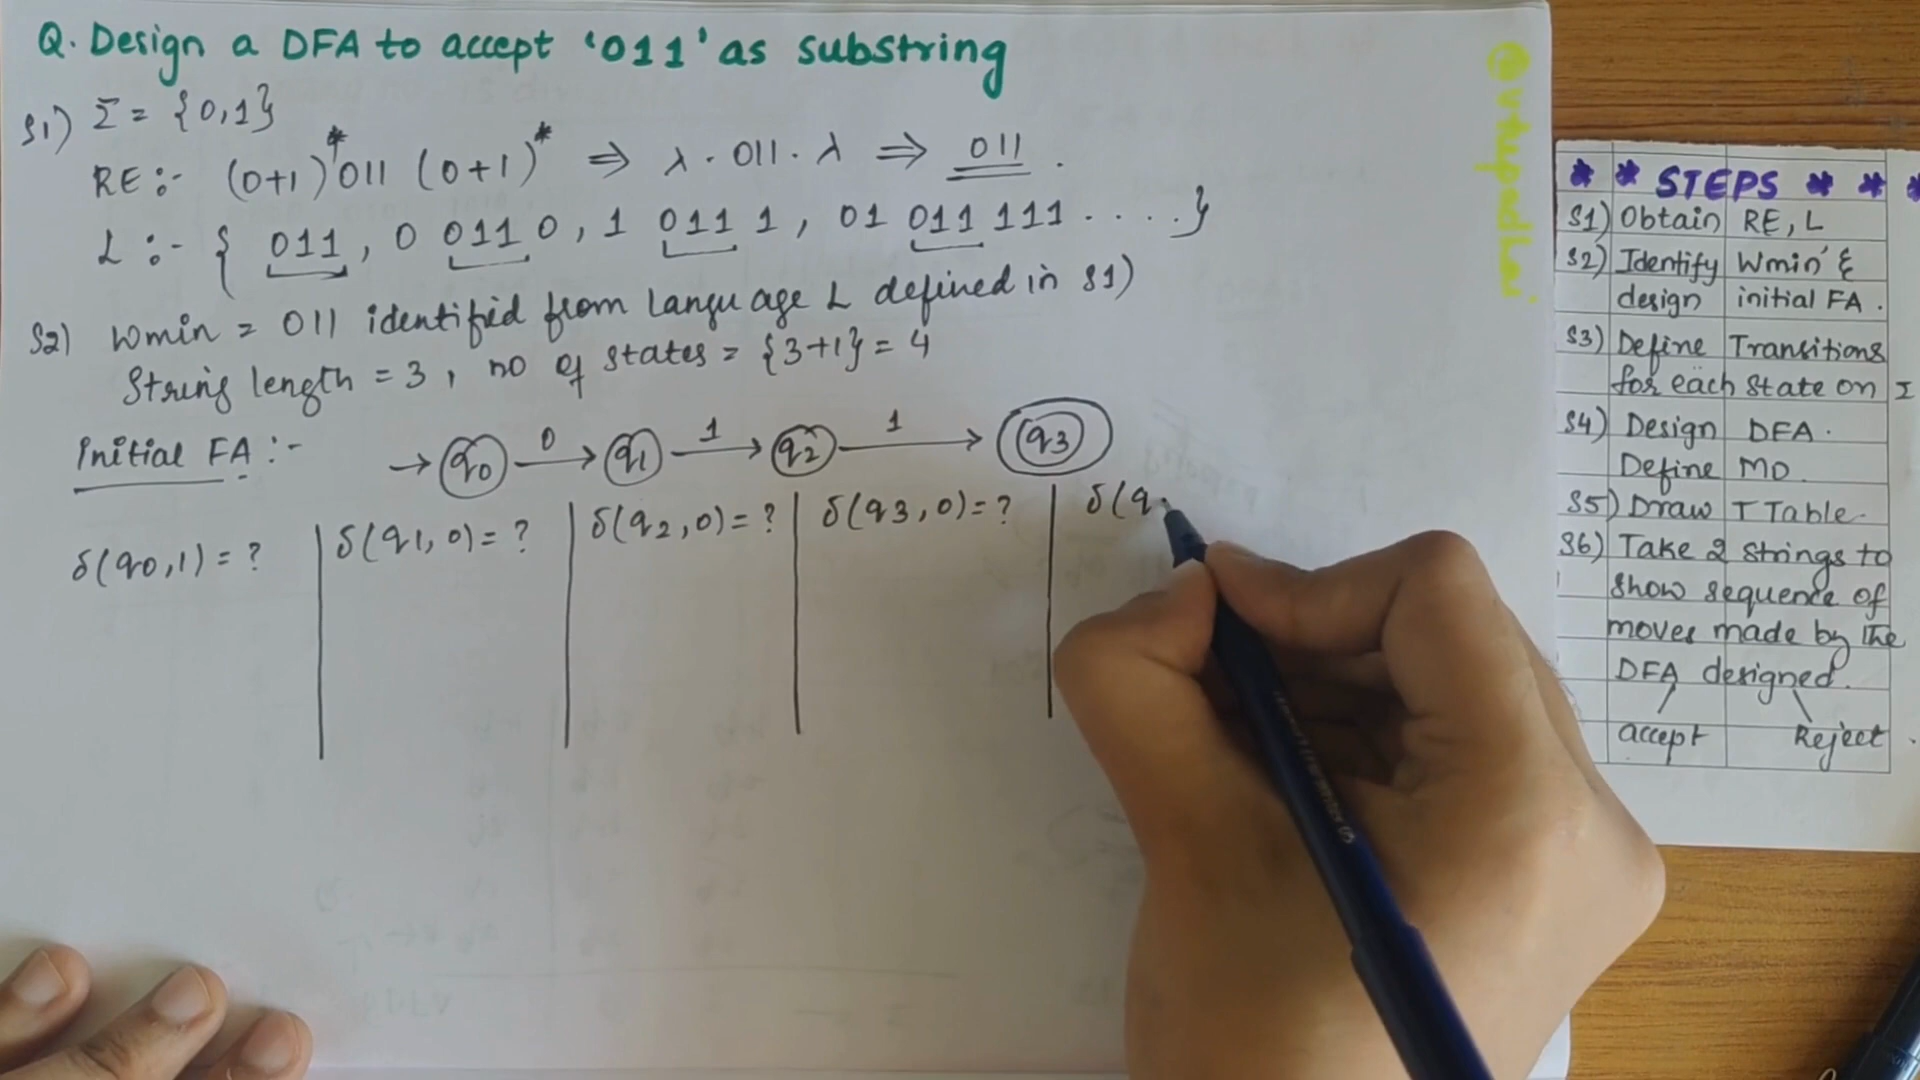 Q. Design a DFA to accept '011' as substring
S1) Σ = {0,1}
RE :- (0+1)*011 (0+1)* ⇒ λ · 011 · λ ⇒ 011 .
L :- { 011 , 0 011 0 , 1 011 1 , 01 011 111 . . . . }
S2) Wmin = 011 identified from Language L defined in S1)
String length = 3 , no of states = {3+1} = 4
Initial FA :- → q0 0 → q1 1 → q2 1 → q3
δ(q0,1) = ? δ(q1,0) = ? δ(q2,0) = ? δ(q3,0) = ? δ(q
@vtupadhai
* * STEPS * * *
S1) Obtain RE, L
S2) Identify Wmin' &
design initial FA .
S3) Define Transitions
for each state on Σ
S4) Design DFA .
Define MD
S5) Draw T Table.
S6) Take 2 strings to
show sequence of
moves made by the
DFA designed.
accept Reject .